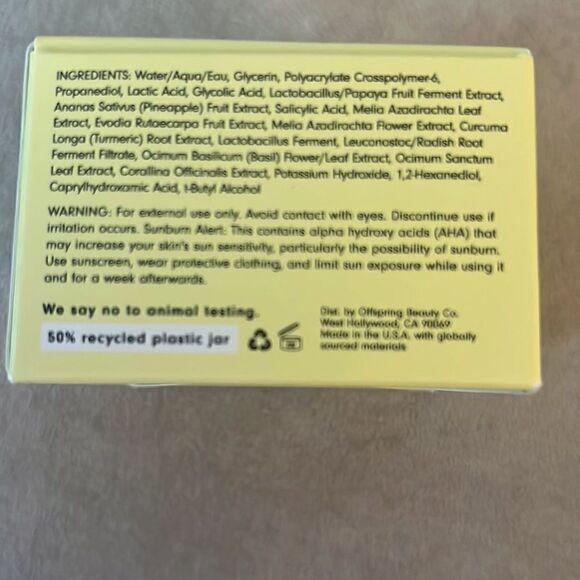 INGREDIENTS: Water/Aqua/Eau, Glycerin, Polyacrylate Crosspolymer-6,
Propanediol, Lactic Acid, Glycolic Acid, Lactobacillus/Papaya Fruit Ferment Extract,
Ananas Sativus (Pineapple) Fruit Extract, Salicylic Acid, Melia Azadirachta Leaf
Extract, Evodia Rutaecarpa Fruit Extract, Melia Azadirachta Flower Extract, Curcuma
Longa (Turmeric) Root Extract, Lactobacillus Ferment, Leuconostoc/Radish Root
Ferment Filtrate, Ocimum Basilicum (Basil) Flower/Leaf Extract, Ocimum Sanctum
Leaf Extract, Corallina Officinalis Extract, Potassium Hydroxide, 1,2-Hexanediol,
Caprylhydroxamic Acid, t-Butyl Alcohol
WARNING: For external use only. Avoid contact with eyes. Discontinue use if
irritation occurs. Sunburn Alert: This contains alpha hydroxy acids (AHA) that
may increase your skin's sun sensitivity, particularly the possibility of sunburn.
Use sunscreen, wear protective clothing, and limit sun exposure while using it
and for a week afterwards.
We say no to animal testing.
50% recycled plastic jar
Dist. by Offspring Beauty Co.
West Hollywood, CA 90069
Made in the U.S.A. with globally
sourced materials